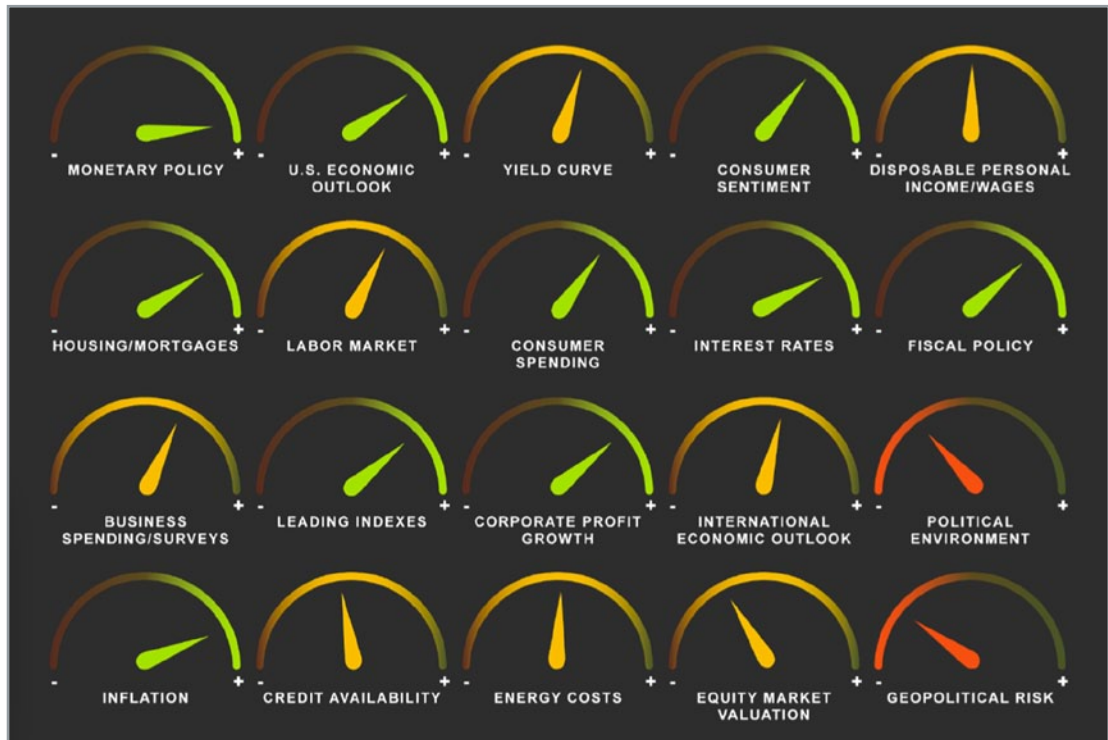 - +
MONETARY POLICY
- +
U.S. ECONOMIC
OUTLOOK
- +
YIELD CURVE
- +
CONSUMER
SENTIMENT
- +
DISPOSABLE PERSONAL
INCOME/WAGES
- +
HOUSING/MORTGAGES
- +
LABOR MARKET
- +
CONSUMER
SPENDING
- +
INTEREST RATES
- +
FISCAL POLICY
- +
BUSINESS
SPENDING/SURVEYS
- +
LEADING INDEXES
- +
CORPORATE PROFIT
GROWTH
- +
INTERNATIONAL
ECONOMIC OUTLOOK
- +
POLITICAL
ENVIRONMENT
- +
INFLATION
- +
CREDIT AVAILABILITY
- +
ENERGY COSTS
- +
EQUITY MARKET
VALUATION
- +
GEOPOLITICAL RISK